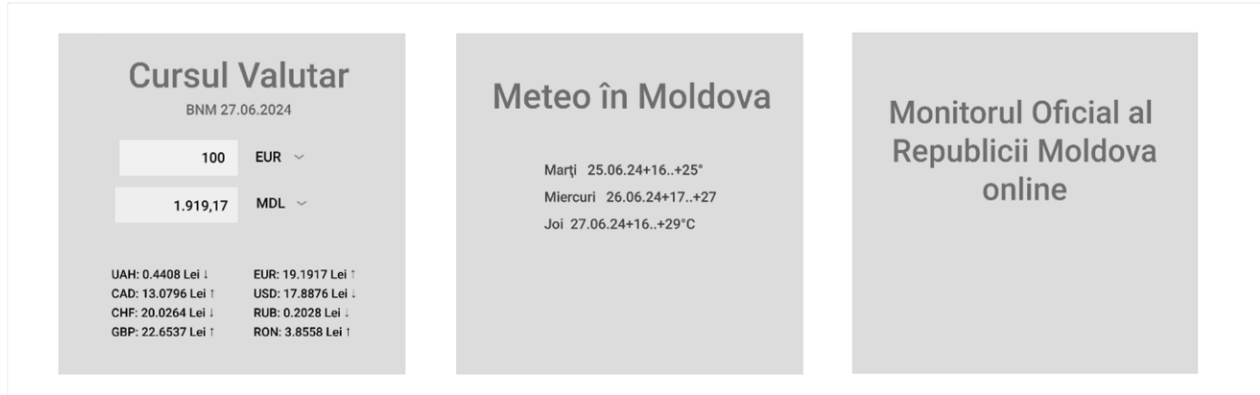 Cursul Valutar
BNM 27.06.2024
100 EUR
1.919,17 MDL
UAH: 0.4408 Lei ↓ EUR: 19.1917 Lei ↑
CAD: 13.0796 Lei ↑ USD: 17.8876 Lei ↓
CHF: 20.0264 Lei ↓ RUB: 0.2028 Lei ↓
GBP: 22.6537 Lei ↑ RON: 3.8558 Lei ↑
Meteo în Moldova
Marţi 25.06.24+16..+25°
Miercuri 26.06.24+17..+27
Joi 27.06.24+16..+29°C
Monitorul Oficial al
Republicii Moldova
online